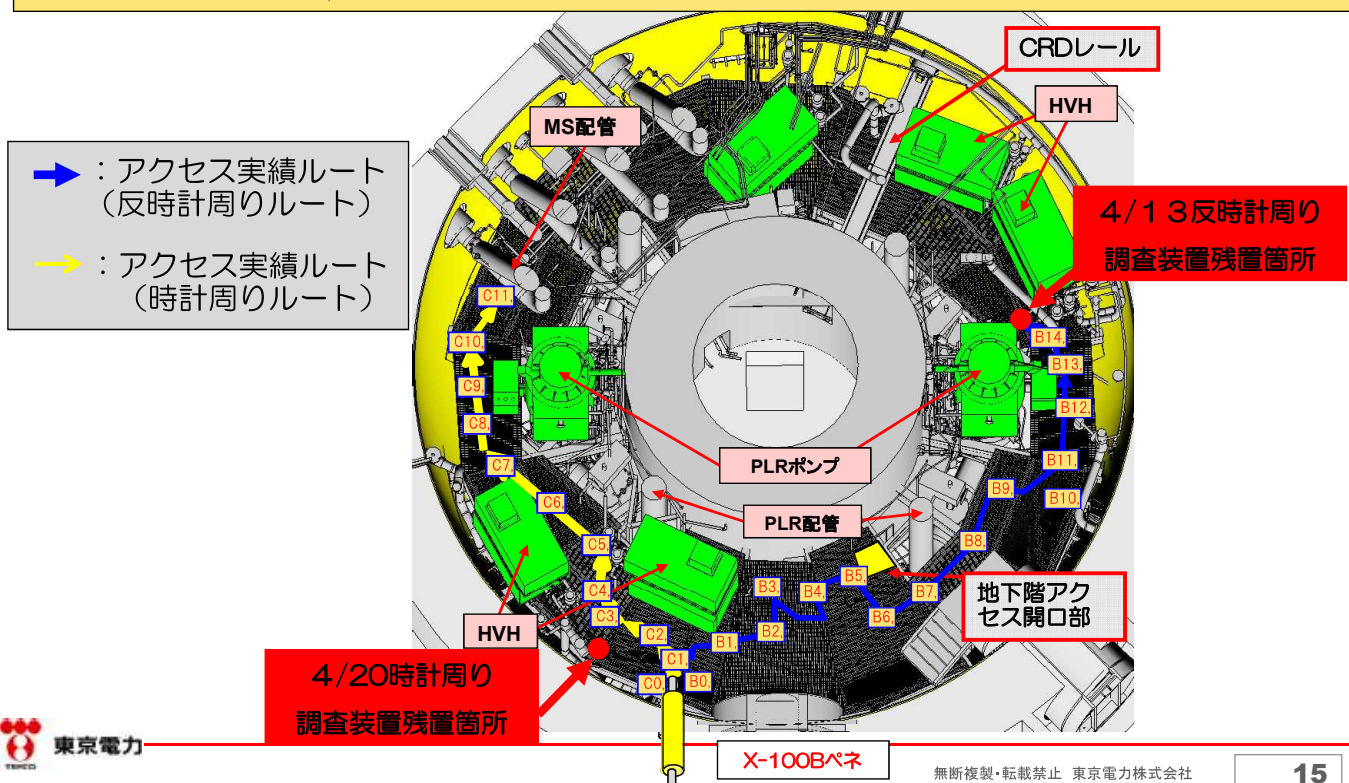 CRDレール
HVH
MS配管
➡ :アクセス実績ルート
(反時計周りルート)
→ :アクセス実績ルート
(時計周りルート)
4/13反時計周り
調査装置残置箇所
C11,
C10,
C9,
C8,
C7,
C6,
C5,
C4,
C3,
C2,
C1,
C0,
B0,
B1,
B2,
B3,
B4,
B5,
B6,
B7,
B8,
B9,
B10,
B11,
B12,
B13,
B14,
PLRポンプ
PLR配管
地下階アク
セス開口部
HVH
4/20時計周り
調査装置残置箇所
X-100Bペネ
TEPCO
東京電力
無断複製・転載禁止 東京電力株式会社
15